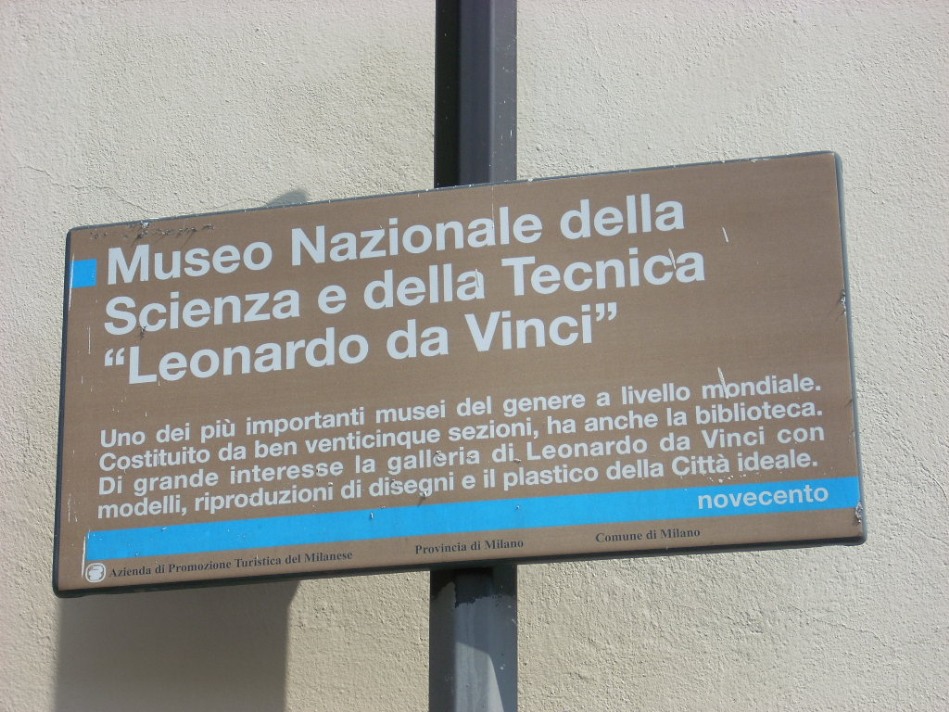 Museo Nazionale della
Scienza e della Tecnica
“Leonardo da Vinci”
Uno dei più importanti musei del genere a livello mondiale.
Costituito da ben venticinque sezioni, ha anche la biblioteca.
Di grande interesse la galleria di Leonardo da Vinci con
modelli, riproduzioni di disegni e il plastico della Città ideale.
novecento
Azienda di Promozione Turistica del Milanese Provincia di Milano Comune di Milano